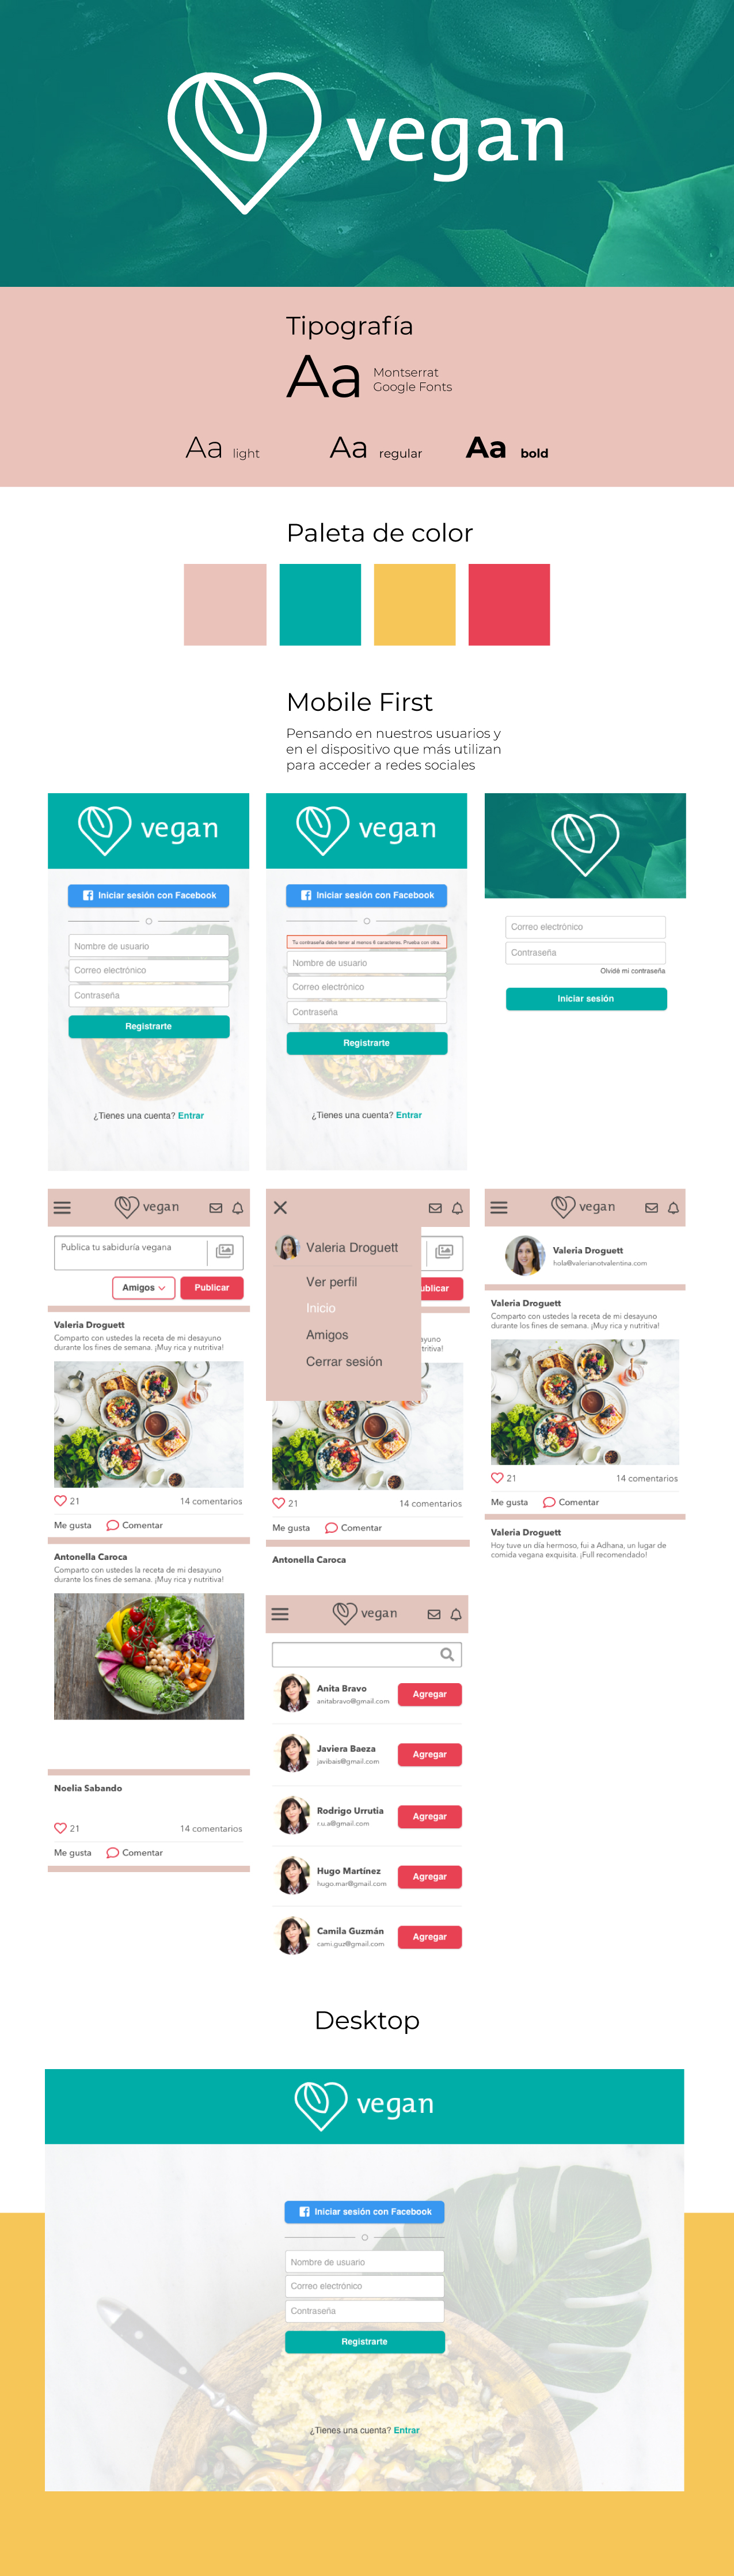 vegan
Tipografía
Aa
Montserrat
Google Fonts
Aa light
Aa regular
Aa bold
Paleta de color
Mobile First
Pensando en nuestros usuarios y
en el dispositivo que más utilizan
para acceder a redes sociales
vegan
Iniciar sesión con Facebook
Nombre de usuario
Correo electrónico
Contraseña
Registrarte
¿Tienes una cuenta? Entrar
vegan
Iniciar sesión con Facebook
Tu contraseña debe tener al menos 6 caracteres. Prueba con otra.
Nombre de usuario
Correo electrónico
Contraseña
Registrarte
¿Tienes una cuenta? Entrar
Correo electrónico
Contraseña
Olvidé mi contraseña
Iniciar sesión
vegan
Publica tu sabiduría vegana
Amigos
Publicar
Valeria Droguett
Comparto con ustedes la receta de mi desayuno
durante los fines de semana. ¡Muy rica y nutritiva!
21
14 comentarios
Me gusta
Comentar
Antonella Caroca
Comparto con ustedes la receta de mi desayuno
durante los fines de semana. ¡Muy rica y nutritiva!
Noelia Sabando
21
14 comentarios
Me gusta
Comentar
Valeria Droguett
Ver perfil
Inicio
Amigos
Cerrar sesión
ublicar
ayuno
tritiva!
21
14 comentarios
Me gusta
Comentar
Antonella Caroca
vegan
Valeria Droguett
hola@valerianotvalentina.com
Valeria Droguett
Comparto con ustedes la receta de mi desayuno
durante los fines de semana. ¡Muy rica y nutritiva!
21
14 comentarios
Me gusta
Comentar
Valeria Droguett
Hoy tuve un día hermoso, fui a Adhana, un lugar de
comida vegana exquisita. ¡Full recomendado!
vegan
Anita Bravo
anitabravo@gmail.com
Agregar
Javiera Baeza
javibais@gmail.com
Agregar
Rodrigo Urrutia
r.u.a@gmail.com
Agregar
Hugo Martínez
hugo.mar@gmail.com
Agregar
Camila Guzmán
cami.guz@gmail.com
Agregar
Desktop
vegan
Iniciar sesión con Facebook
Nombre de usuario
Correo electrónico
Contraseña
Registrarte
¿Tienes una cuenta? Entrar